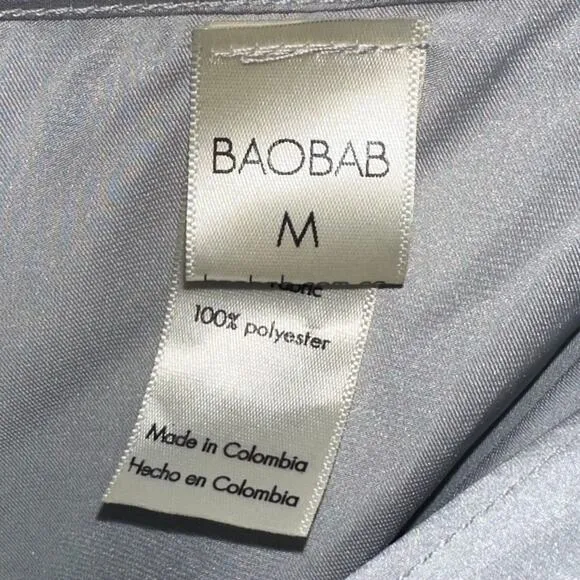 BAOBAB
M
100% polyester
Made in Colombia
Hecho en Colombia